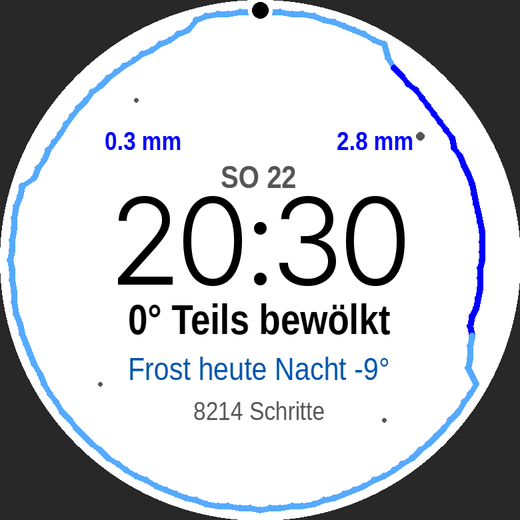 0.3 mm
2.8 mm
SO 22
20:30
0° Teils bewölkt
Frost heute Nacht -9°
8214 Schritte